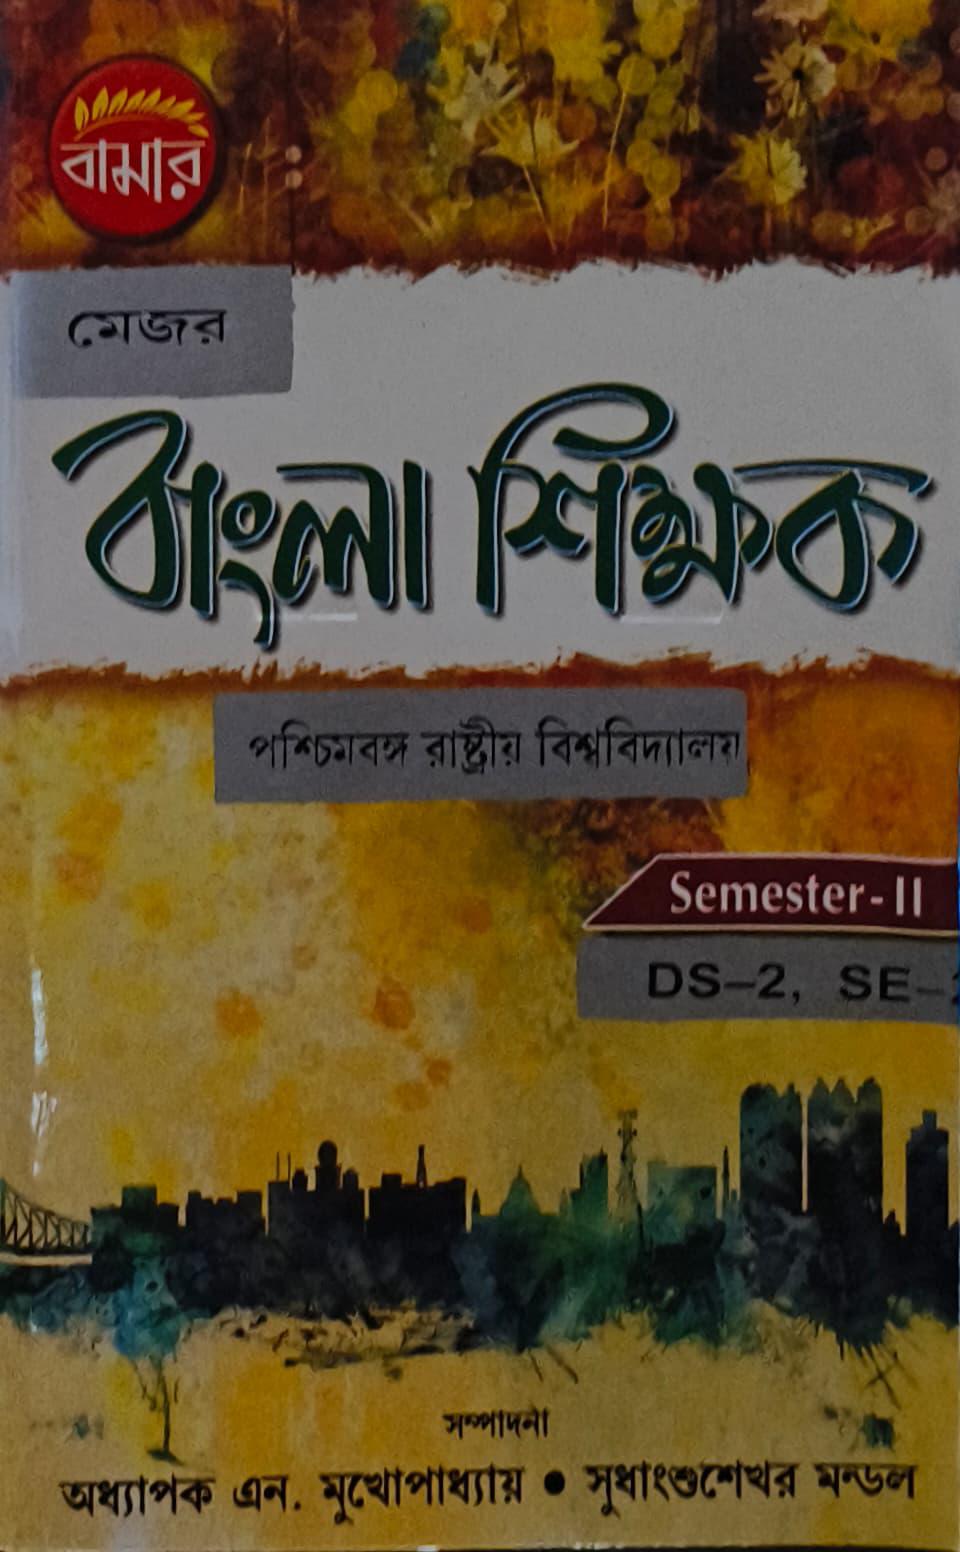 বামার
মেজর
বাংলা শিক্ষক
পশ্চিমবঙ্গ রাষ্ট্রীয় বিশ্ববিদ্যালয়
Semester-II
DS-2, SE-
সম্পাদনা
অধ্যাপক এন. মুখোপাধ্যায় ● সুধাংশুশেখর মন্ডল